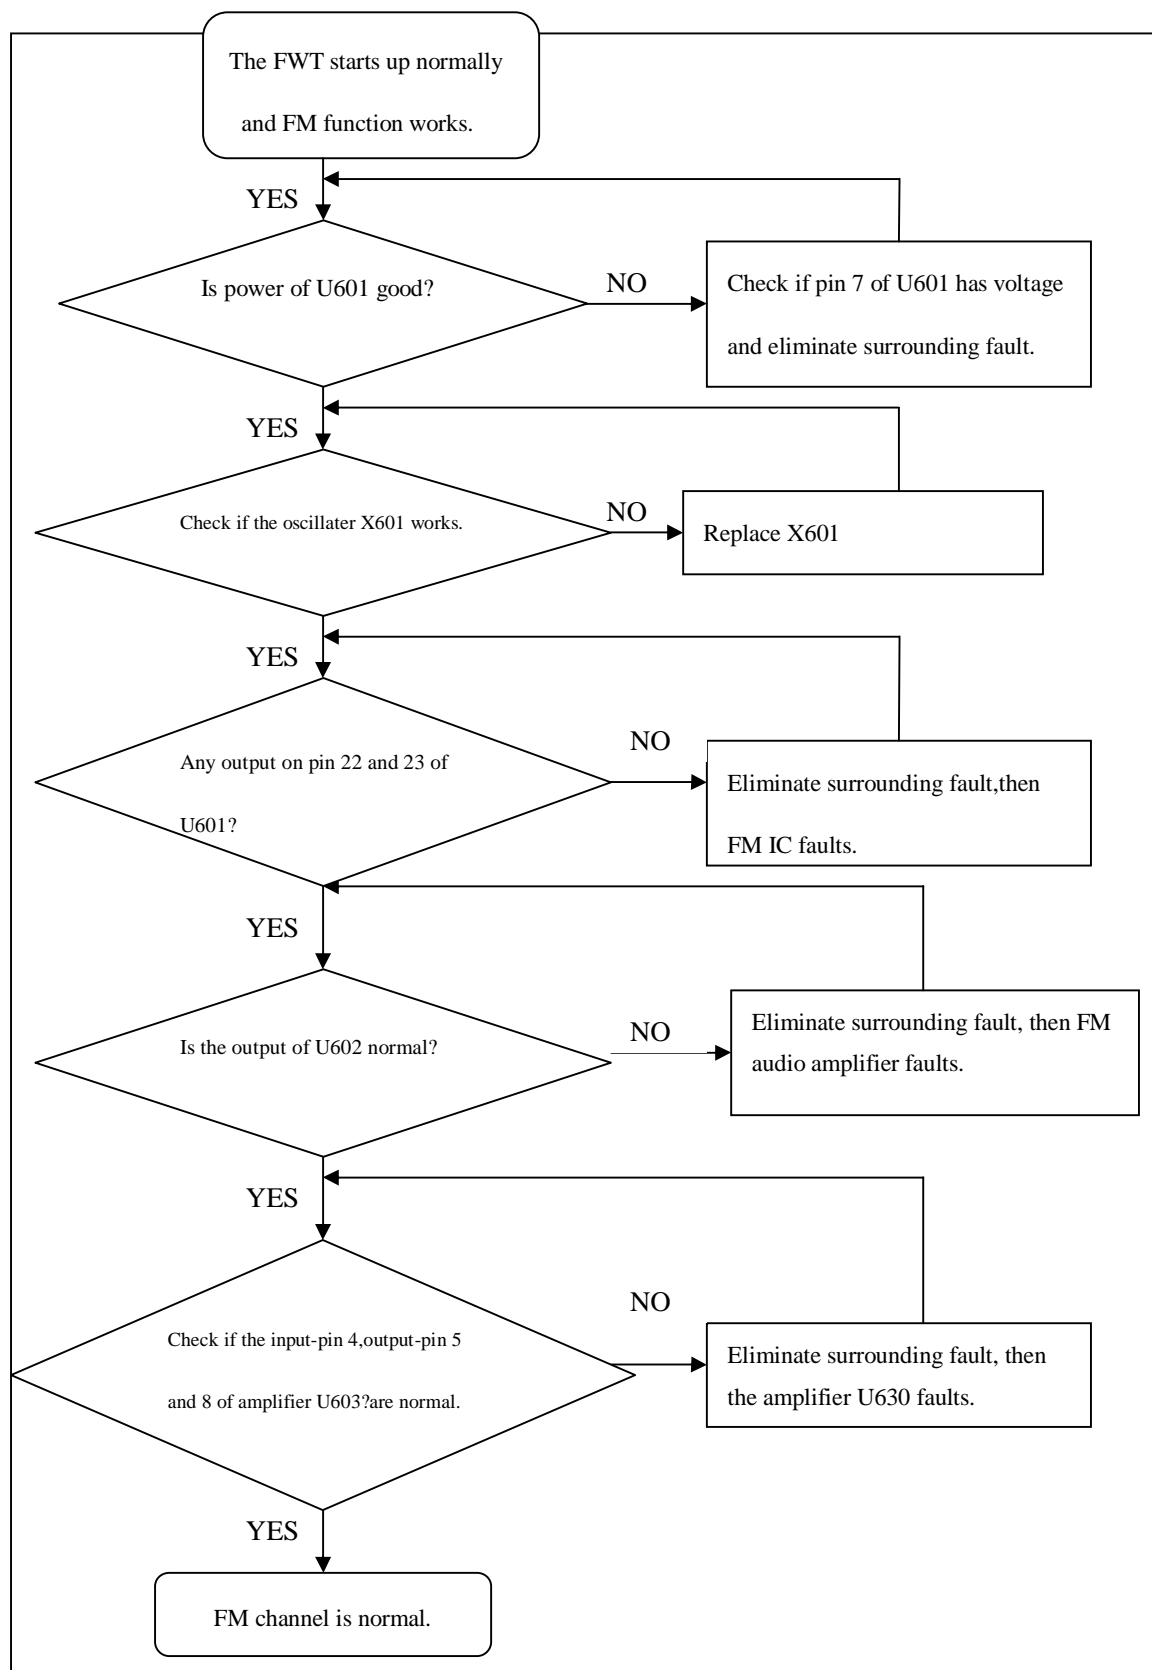 The FWT starts up normally
and FM function works.
YES
Is power of U601 good?
NO
Check if pin 7 of U601 has voltage
and eliminate surrounding fault.
YES
Check if the oscillater X601 works.
NO
Replace X601
YES
Any output on pin 22 and 23 of
U601?
NO
Eliminate surrounding fault,then
FM IC faults.
YES
Is the output of U602 normal?
NO
Eliminate surrounding fault, then FM
audio amplifier faults.
YES
Check if the input-pin 4,output-pin 5
and 8 of amplifier U603?are normal.
NO
Eliminate surrounding fault, then
the amplifier U630 faults.
YES
FM channel is normal.